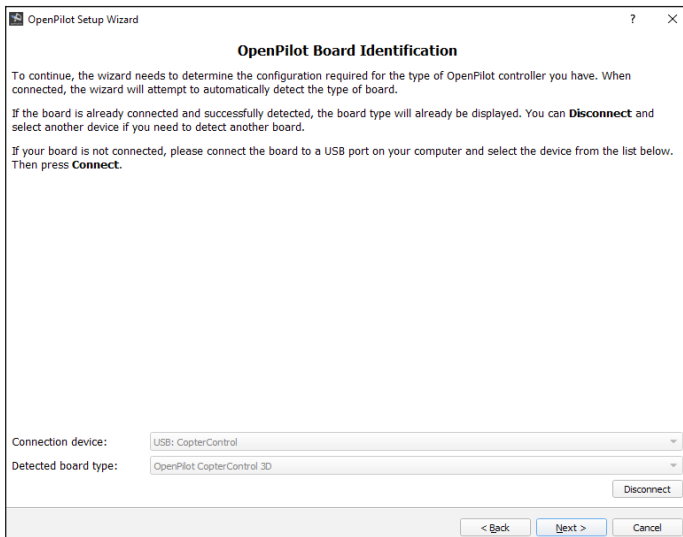 OpenPilot Setup Wizard
?
OpenPilot Board Identification
To continue, the wizard needs to determine the configuration required for the type of OpenPilot controller you have. When
connected, the wizard will attempt to automatically detect the type of board.
If the board is already connected and successfully detected, the board type will already be displayed. You can Disconnect and
select another device if you need to detect another board.
If your board is not connected, please connect the board to a USB port on your computer and select the device from the list below.
Then press Connect.
Connection device: USB: CopterControl
Detected board type: OpenPilot CopterControl 3D
Disconnect
< Back Next > Cancel